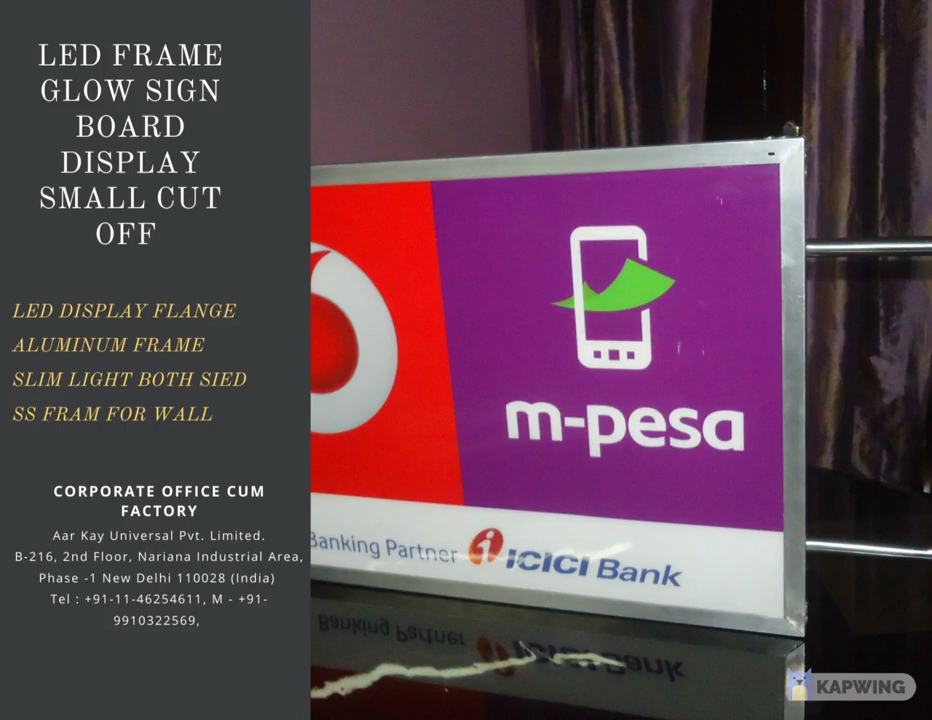 LED FRAME
GLOW SIGN
BOARD
DISPLAY
SMALL CUT
OFF
LED DISPLAY FLANGE
ALUMINUM FRAME
SLIM LIGHT BOTH SIED
SS FRAM FOR WALL
CORPORATE OFFICE CUM
FACTORY
Aar Kay Universal Pvt. Limited.
B-216, 2nd Floor, Nariana Industrial Area,
Phase -1 New Delhi 110028 (India)
Tel : +91-11-46254611, M - +91-
9910322569,
m-pesa
Banking Partner ICICI Bank
KAPWING